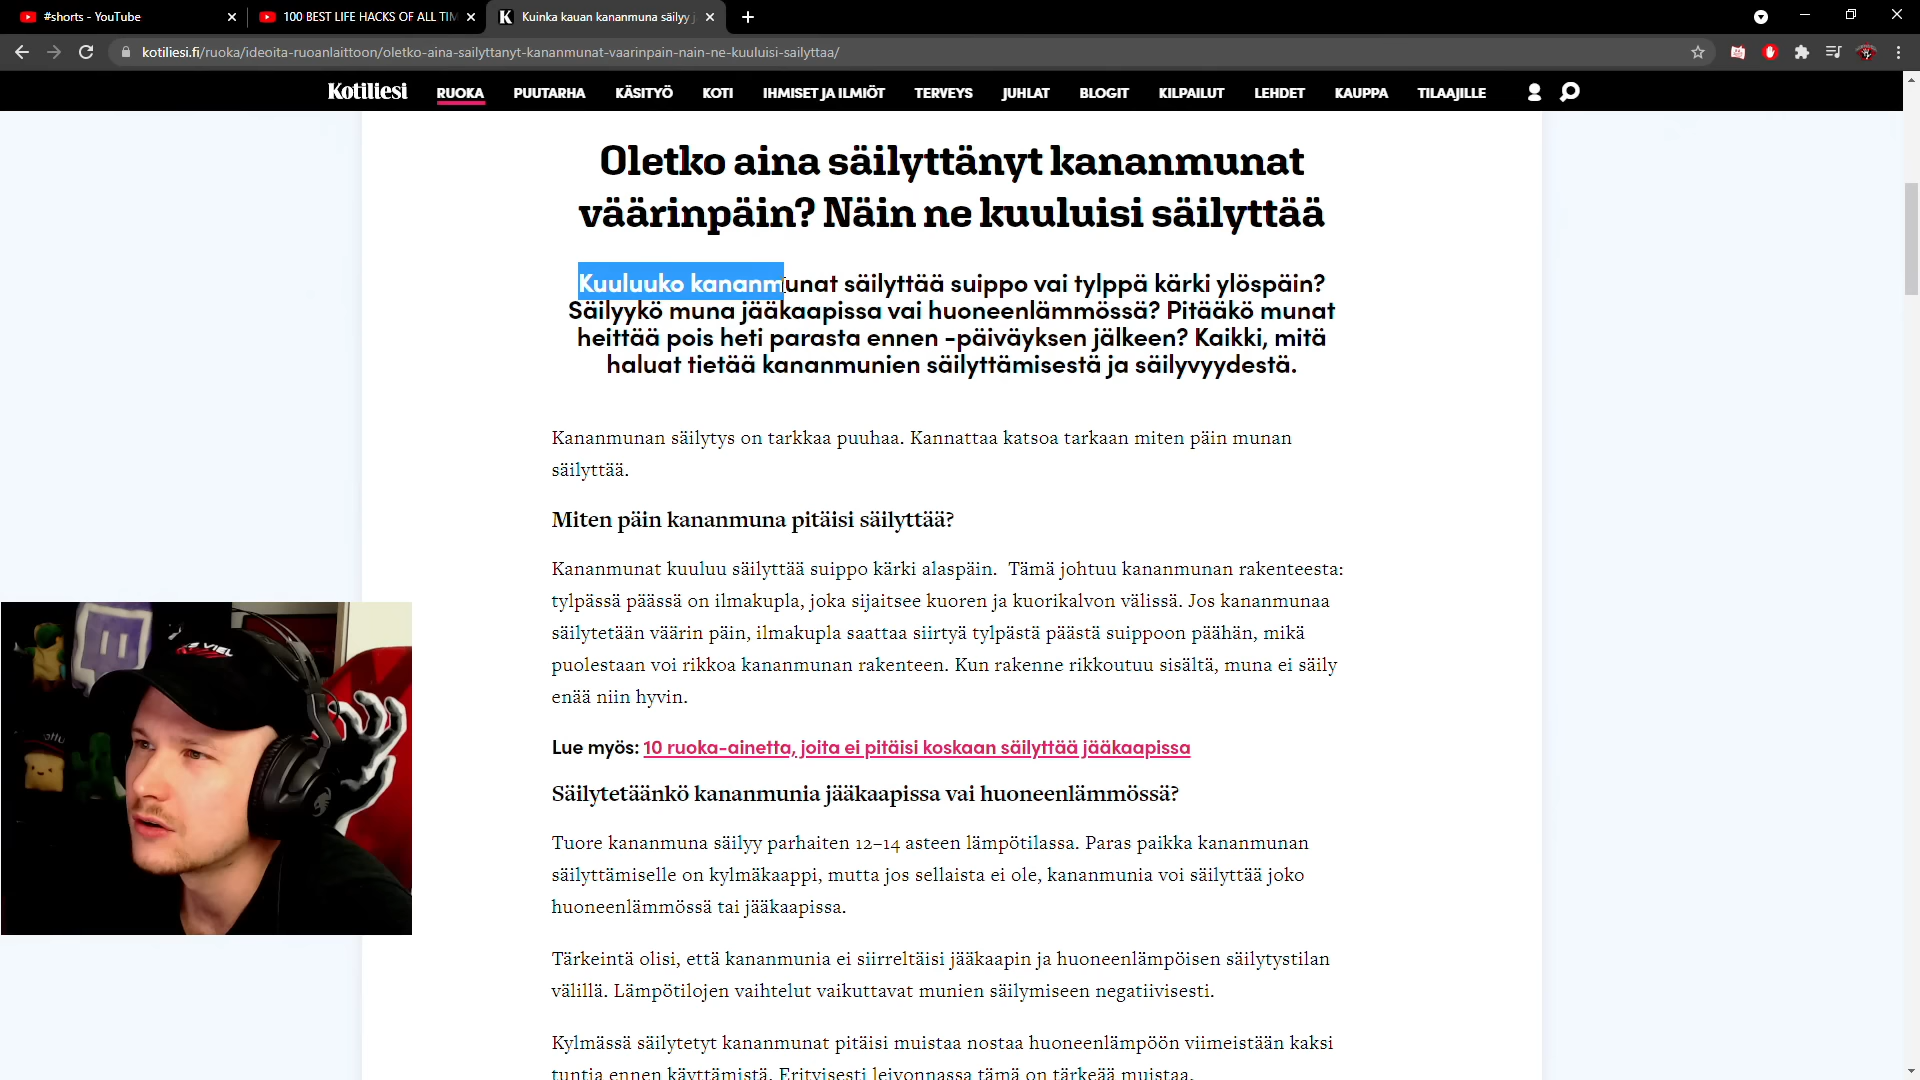 #shorts - YouTube
100 BEST LIFE HACKS OF ALL TIM
Kuinka kauan kananmuna säilyy j
kotiliesi.fi/ruoka/ideoita-ruoanlaittoon/oletko-aina-sailyttanyt-kananmunat-vaarinpain-nain-ne-kuuluisi-sailyttaa/
Kotiliesi RUOKA PUUTARHA KÄSITYÖ KOTI IHMISET JA ILMIÖT TERVEYS JUHLAT BLOGIT KILPAILUT LEHDET KAUPPA TILAAJILLE
Oletko aina säilyttänyt kananmunat
väärinpäin? Näin ne kuuluisi säilyttää
Kuuluuko kananmunat säilyttää suippo vai tylppä kärki ylöspäin?
Säilyykö muna jääkaapissa vai huoneenlämmössä? Pitääkö munat
heittää pois heti parasta ennen -päiväyksen jälkeen? Kaikki, mitä
haluat tietää kananmunien säilyttämisestä ja säilyvyydestä.
Kananmunan säilytys on tarkkaa puuhaa. Kannattaa katsoa tarkaan miten päin munan
säilyttää.
Miten päin kananmuna pitäisi säilyttää?
Kananmunat kuuluu säilyttää suippo kärki alaspäin. Tämä johtuu kananmunan rakenteesta:
tylpässä päässä on ilmakupla, joka sijaitsee kuoren ja kuorikalvon välissä. Jos kananmunaa
säilytetään väärin päin, ilmakupla saattaa siirtyä tylpästä päästä suippoon päähän, mikä
puolestaan voi rikkoa kananmunan rakenteen. Kun rakenne rikkoutuu sisältä, muna ei säily
enää niin hyvin.
Lue myös: 10 ruoka-ainetta, joita ei pitäisi koskaan säilyttää jääkaapissa
Säilytetäänkö kananmunia jääkaapissa vai huoneenlämmössä?
Tuore kananmuna säilyy parhaiten 12–14 asteen lämpötilassa. Paras paikka kananmunan
säilyttämiselle on kylmäkaappi, mutta jos sellaista ei ole, kananmunia voi säilyttää joko
huoneenlämmössä tai jääkaapissa.
Tärkeintä olisi, että kananmunia ei siirreltäisi jääkaapin ja huoneenlämpöisen säilytystilan
välillä. Lämpötilojen vaihtelut vaikuttavat munien säilymiseen negatiivisesti.
Kylmässä säilytetyt kananmunat pitäisi muistaa nostaa huoneenlämpöön viimeistään kaksi
tuntia ennen käyttämistä. Erityisesti leivonnassa tämä on tärkeää muistaa.